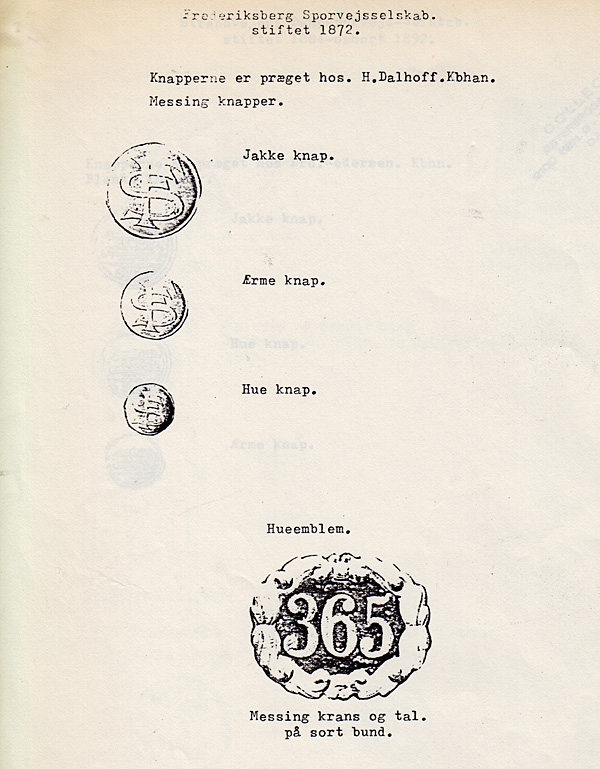 Frederiksberg Sporvejsselskab.
stiftet 1872.
Knapperne er præget hos. H.Dalhoff.Kbhan.
Messing knapper.
Jakke knap.
Ærme knap.
Hue knap.
Hueemblem.
365
Messing krans og tal.
på sort bund.